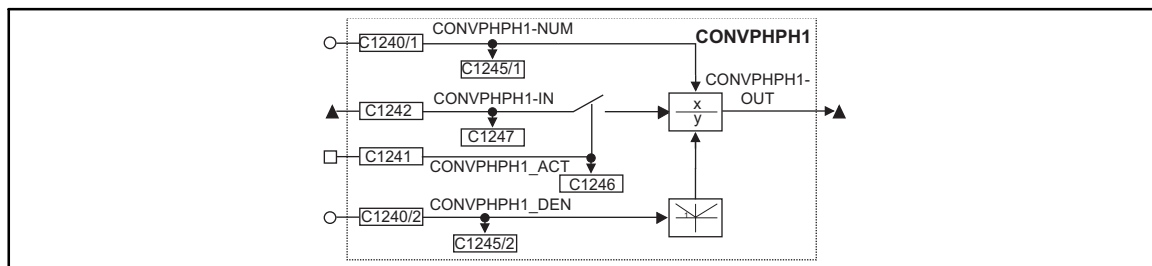 CONVPHPH1-NUM
CONVPHPH1
C1240/1
C1245/1
CONVPHPH1-
OUT
CONVPHPH1-IN
C1242
x
y
C1247
C1241
CONVPHPH1_ACT
C1246
CONVPHPH1_DEN
C1240/2
1
C1245/2